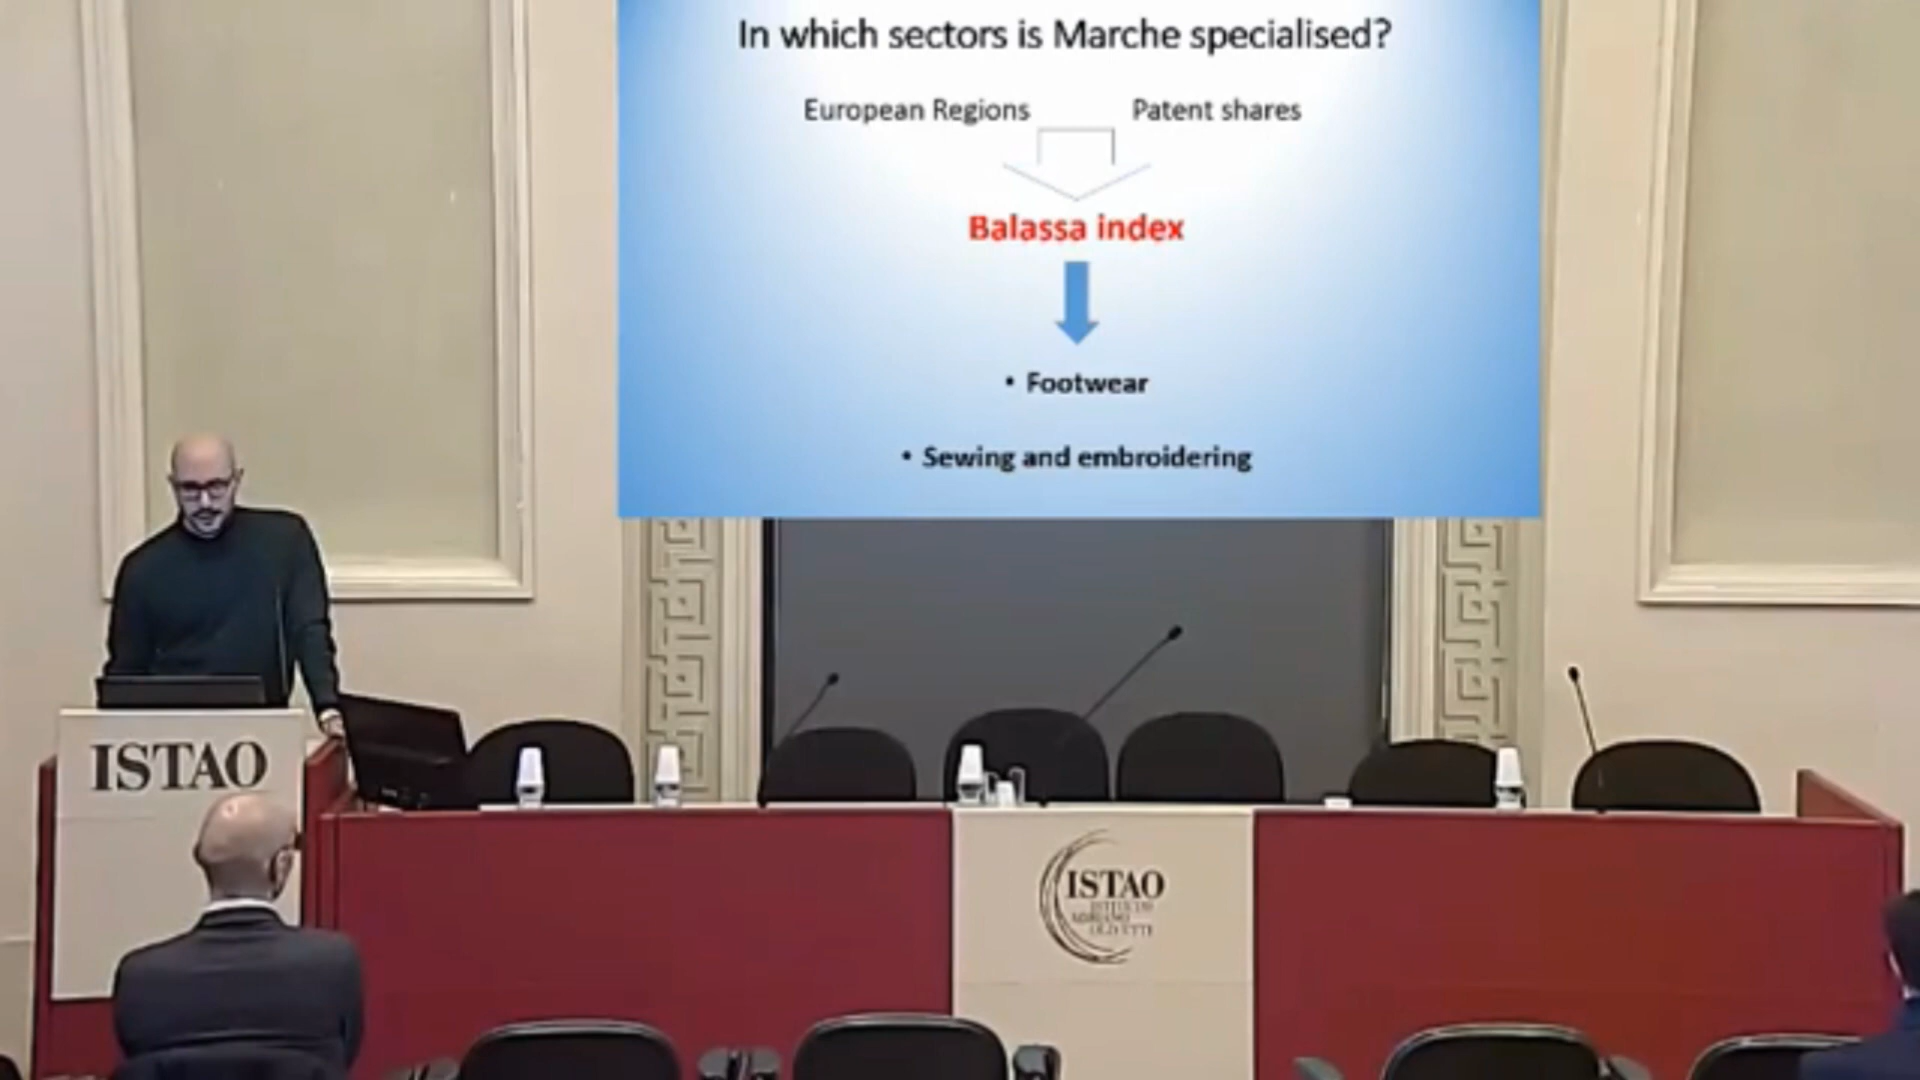 In which sectors is Marche specialised?
European Regions
Patent shares
Balassa index
• Footwear
• Sewing and embroidering
ISTAO
ISTAO
ISTITUTO
ADRIANO
OLIVETTI